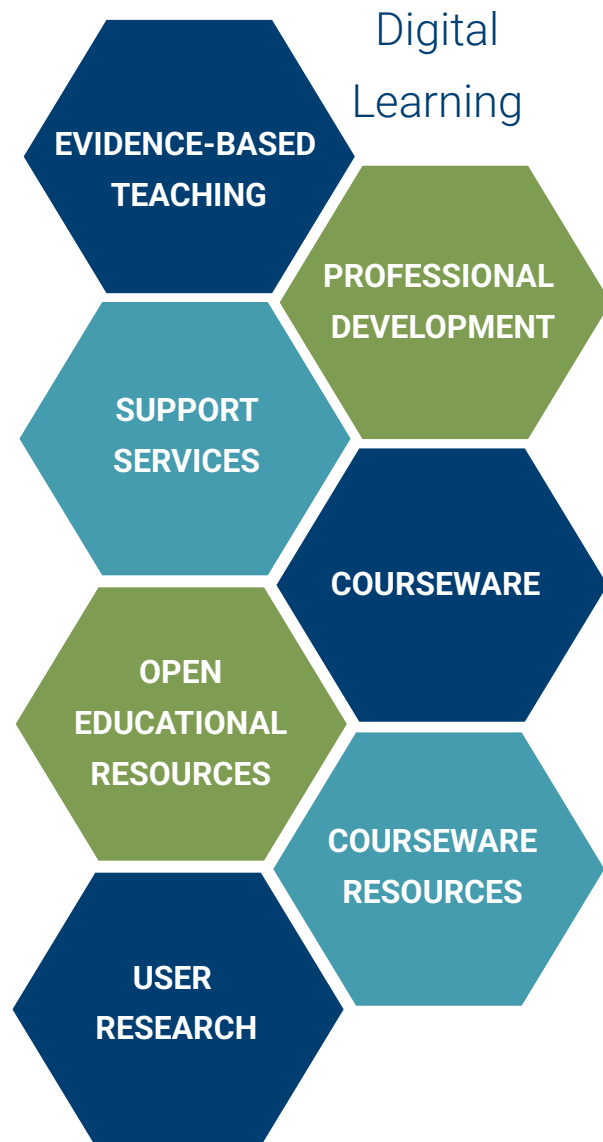 Digital
Learning
EVIDENCE-BASED
TEACHING
PROFESSIONAL
DEVELOPMENT
SUPPORT
SERVICES
COURSEWARE
OPEN
EDUCATIONAL
RESOURCES
COURSEWARE
RESOURCES
USER
RESEARCH